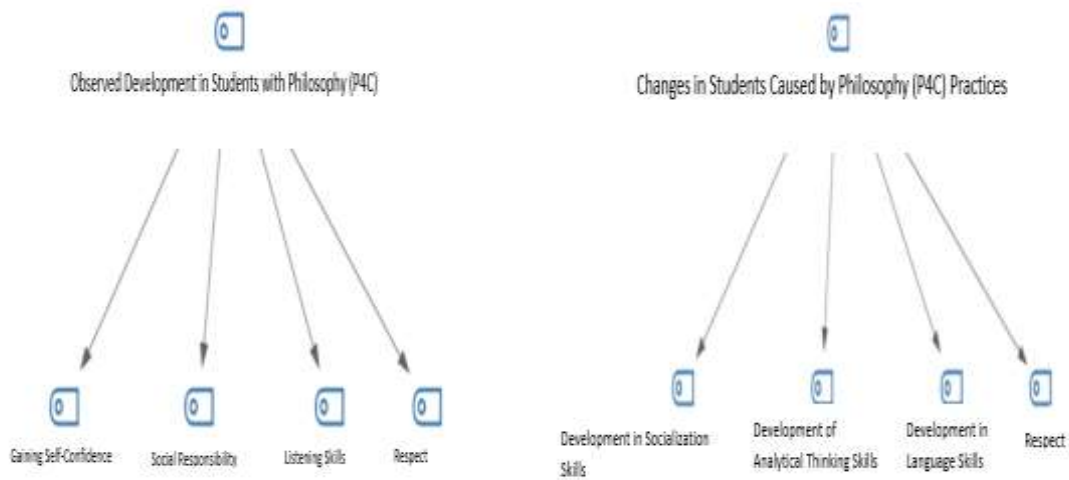 Observed Development in Students with Philosophy (P4C)
Gaining Self-Confidence
Social Responsibility
Listening Skills
Respect
Changes in Students Caused by Philosophy (P4C) Practices
Development in Socialization
Skills
Development of
Analytical Thinking Skills
Development in
Language Skills
Respect